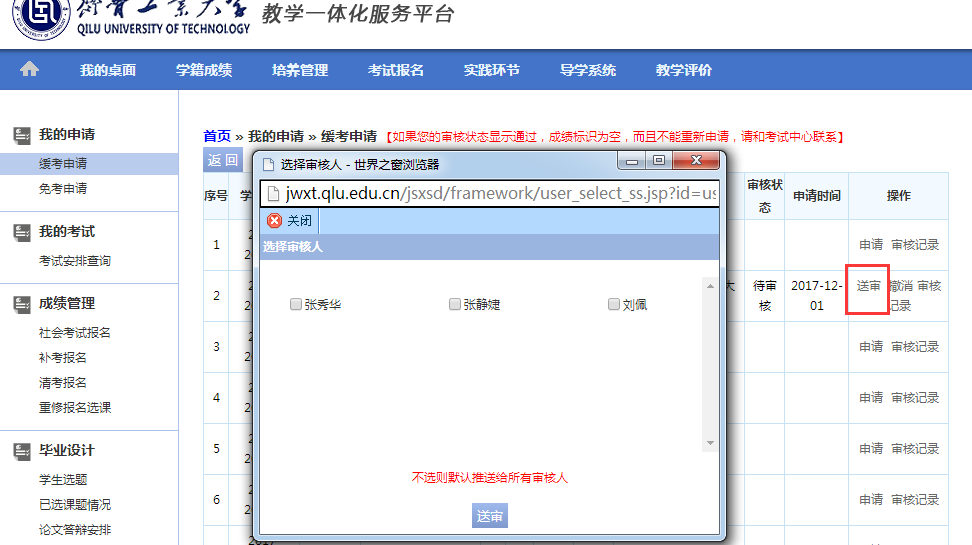 齐鲁工业大学 教学一体化服务平台
QILU UNIVERSITY OF TECHNOLOGY
我的桌面 学籍成绩 培养管理 考试报名 实践环节 导学系统 教学评价
我的申请
缓考申请
免考申请
我的考试
考试安排查询
成绩管理
社会考试报名
补考报名
清考报名
重修报名选课
毕业设计
学生选题
已选课题情况
论文答辩安排
首页 » 我的申请 » 缓考申请 【如果您的审核状态显示通过，成绩标识为空，而且不能重新申请，请和考试中心联系】
返 回
序号 学 审核状态 申请时间 操作
1 2 2 申请 审核记录
2 2 2 大 待审核 2017-12-01 送审 撤消 审核记录
3 2 2 申请 审核记录
4 2 2 申请 审核记录
5 2 2 申请 审核记录
6 2 2 申请 审核记录
2017
选择审核人 - 世界之窗浏览器
jwxt.qlu.edu.cn/jsxsd/framework/user_select_ss.jsp?id=us
关闭
选择审核人
张秀华 张静婕 刘佩
不选则默认推送给所有审核人
送审